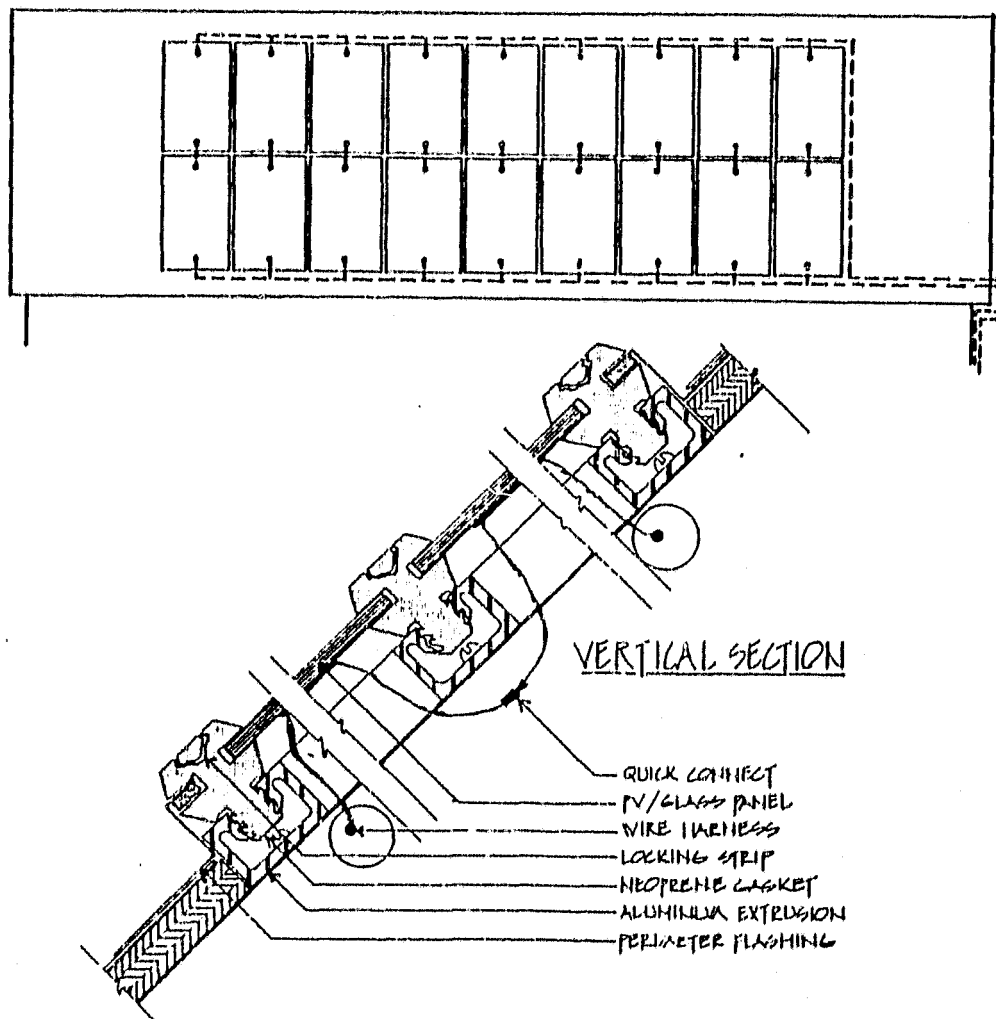 VERTICAL SECTION
QUICK CONNECT
PV/GLASS PANEL
WIRE HARNESS
LOCKING STRIP
NEOPRENE GASKET
ALUMINUM EXTRUSION
PERIMETER FLASHING